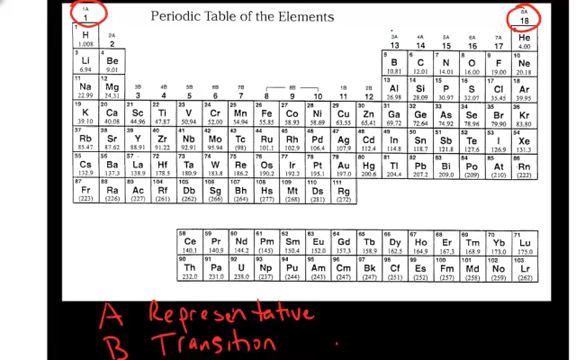 1A 8A
1 Periodic Table of the Elements 18
1 2A 3A 4A 5A 6A 7A 2
H 2 13 14 15 16 17 He
1.008 4.00
3 4 5 6 7 8 9 10
Li Be B C N O F Ne
6.94 9.01 10.81 12.01 14.01 16.00 19.00 20.18
11 12 13 14 15 16 17 18
Na Mg 3B 4B 5B 6B 7B 8B 1B 2B Al Si P S Cl Ar
22.99 24.31 3 4 5 6 7 8 9 10 11 12 26.98 28.09 30.97 32.07 35.45 39.95
19 20 21 22 23 24 25 26 27 28 29 30 31 32 33 34 35 36
K Ca Sc Ti V Cr Mn Fe Co Ni Cu Zn Ga Ge As Se Br Kr
39.10 40.08 44.96 47.87 50.94 52.00 54.94 55.85 58.93 58.69 63.55 65.41 69.72 72.64 74.92 78.96 79.90 83.80
37 38 39 40 41 42 43 44 45 46 47 48 49 50 51 52 53 54
Rb Sr Y Zr Nb Mo Tc Ru Rh Pd Ag Cd In Sn Sb Te I Xe
85.47 87.62 88.91 91.22 92.91 95.94 (98) 101.1 102.9 106.4 107.9 112.4 114.8 118.7 121.8 127.6 126.9 131.3
55 56 57 72 73 74 75 76 77 78 79 80 81 82 83 84 85 86
Cs Ba La Hf Ta W Re Os Ir Pt Au Hg Tl Pb Bi Po At Rn
132.9 137.3 138.9 178.5 180.9 183.8 186.2 190.2 192.2 195.1 197.0 200.6 204.4 207.2 209.0 (209) (210) (222)
87 88 89 104 105 106 107 108 109 110 111
Fr Ra Ac Rf Db Sg Bh Hs Mt Ds Rg
(223) (226) (227) (261) (262) (266) (264) (277) (268) (281) (272)
58 59 60 61 62 63 64 65 66 67 68 69 70 71
Ce Pr Nd Pm Sm Eu Gd Tb Dy Ho Er Tm Yb Lu
140.1 140.9 144.2 (145) 150.4 152.0 157.3 158.9 162.5 164.9 167.3 168.9 173.0 175.0
90 91 92 93 94 95 96 97 98 99 100 101 102 103
Th Pa U Np Pu Am Cm Bk Cf Es Fm Md No Lr
232.0 231.0 238.0 (237) (244) (243) (247) (247) (251) (252) (257) (258) (259) (262)
A Representative
B Transition